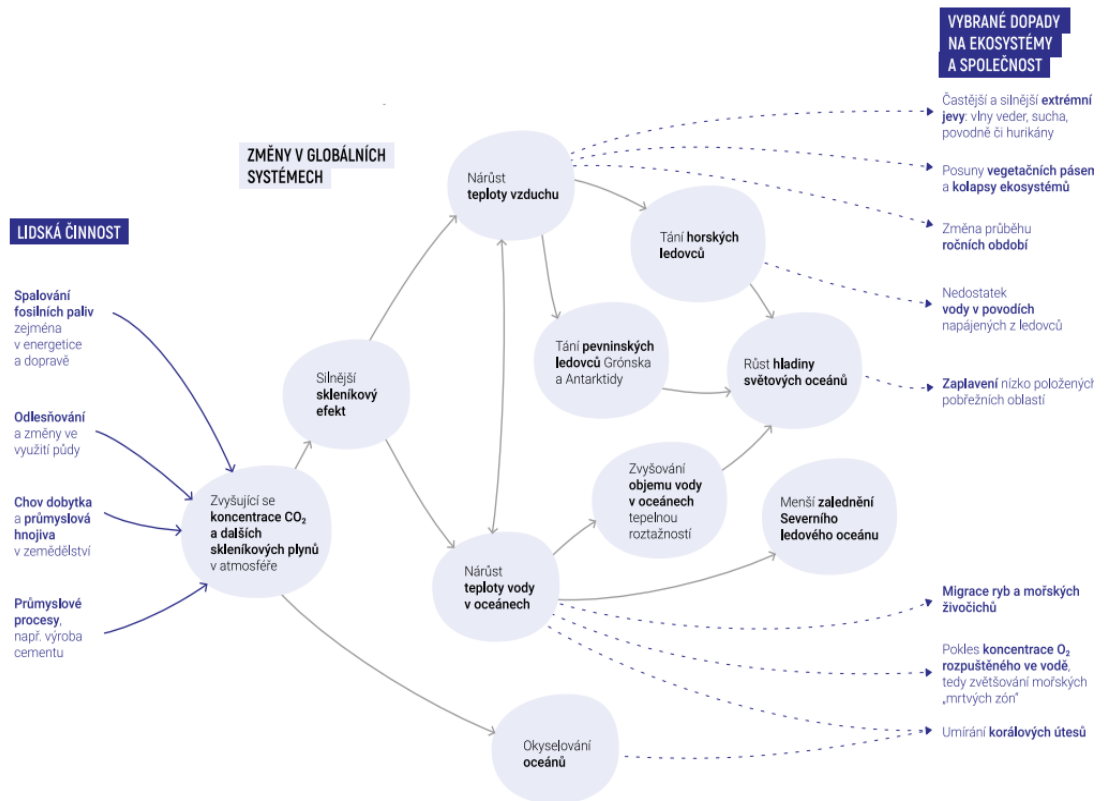 VYBRANÉ DOPADY
NA EKOSYSTÉMY
A SPOLEČNOST
Častější a silnější extrémní
jevy: vlny veder, sucha,
povodně či hurikány
Posuny vegetačních pásem
a kolapsy ekosystémů
Změna průběhu
ročních období
Nedostatek
vody v povodích
napájených z ledovců
Zaplavení nízko položených
pobřežních oblastí
Migrace ryb a mořských
živočichů
Pokles koncentrace O₂
rozpuštěného ve vodě,
tedy zvětšování mořských
„mrtvých zón“
Umírání korálových útesů
ZMĚNY V GLOBÁLNÍCH
SYSTÉMECH
Nárůst
teploty vzduchu
Tání horských
ledovců
Tání pevninských
ledovců Grónska
a Antarktidy
Růst hladiny
světových oceánů
Silnější
skleníkový
efekt
Zvyšování
objemu vody
v oceánech
tepelnou
roztažností
Menší zalednění
Severního
ledového oceánu
Zvyšující se
koncentrace CO₂
a dalších
skleníkových plynů
v atmosféře
Nárůst
teploty vody
v oceánech
Okyselování
oceánů
LIDSKÁ ČINNOST
Spalování
fosilních paliv
zejména
v energetice
a dopravě
Odlesňování
a změny ve
využití půdy
Chov dobytka
a průmyslová
hnojiva
v zemědělství
Průmyslové
procesy,
např. výroba
cementu